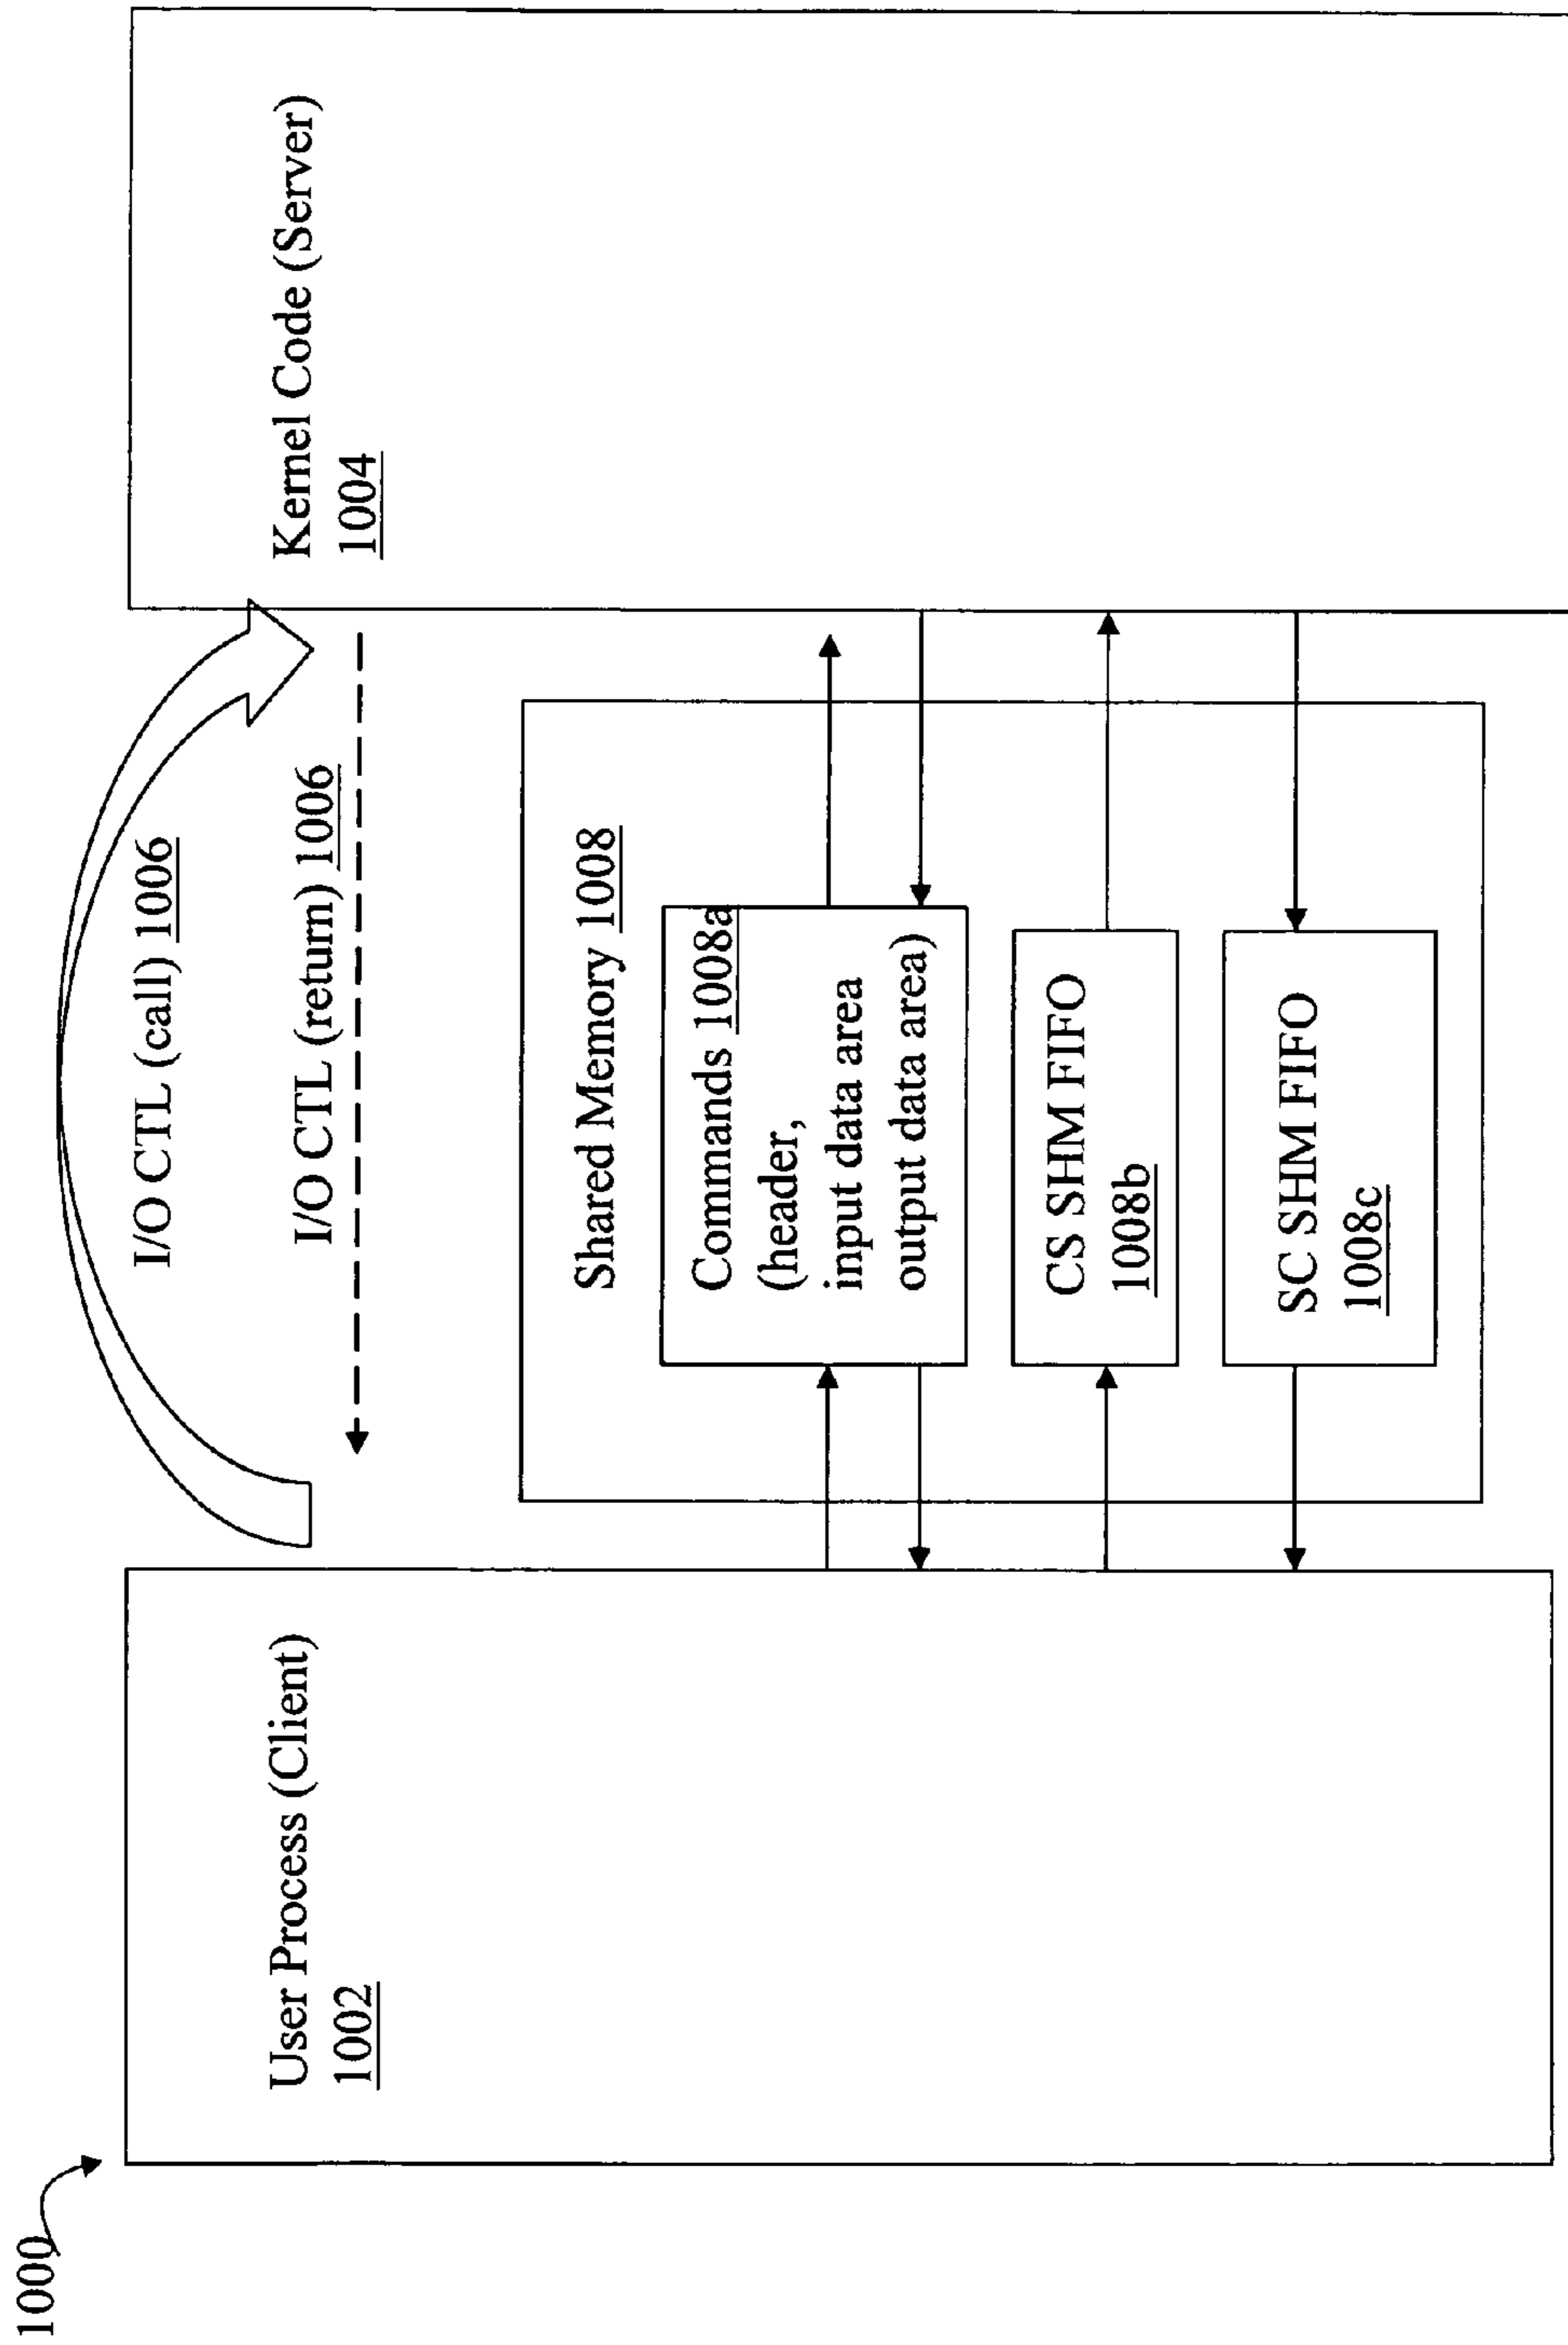 1000
User Process (Client)
1002
I/O CTL (call) 1006
I/O CTL (return) 1006
Shared Memory 1008
Commands 1008a
(header,
input data area
output data area)
CS SHM FIFO
1008b
SC SHM FIFO
1008c
Kernel Code (Server)
1004